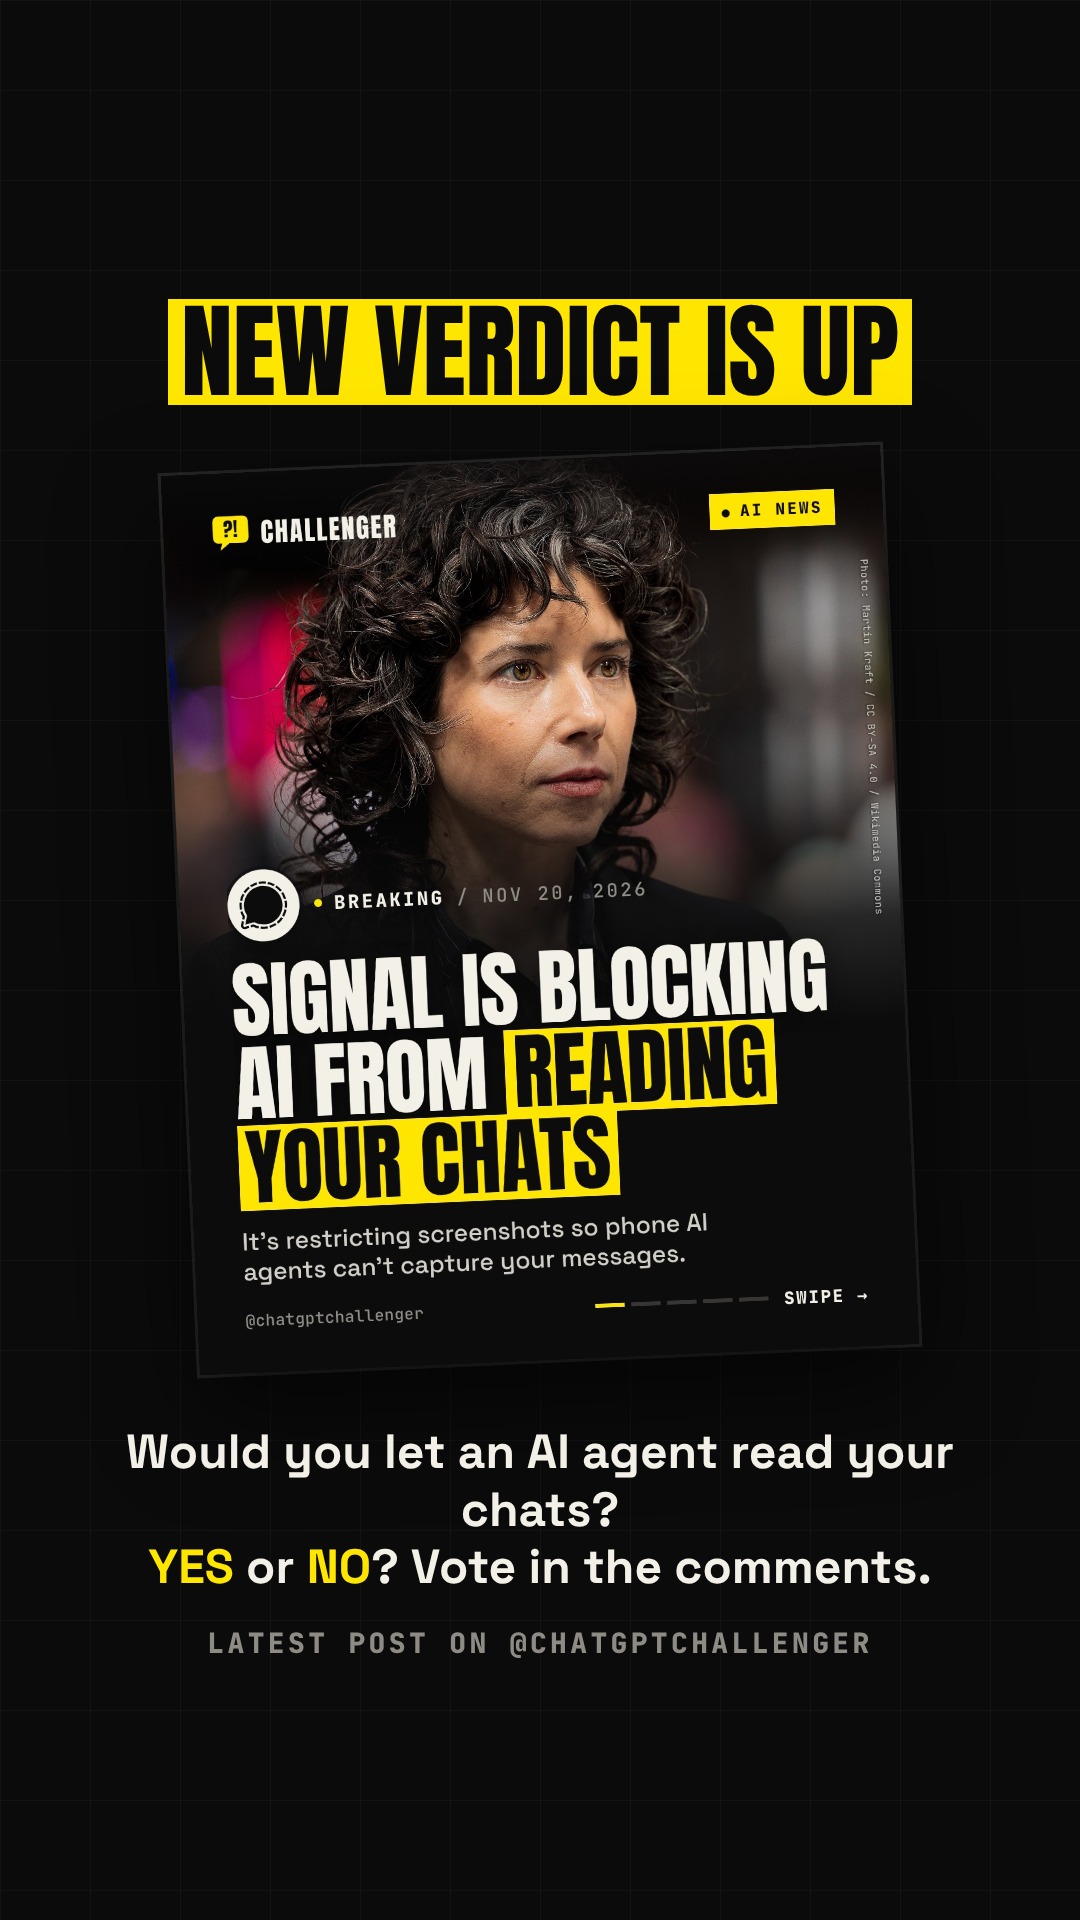 NEW VERDICT IS UP
?! CHALLENGER
• AI NEWS
Photo: Martin Kraft / CC BY-SA 4.0 / Wikimedia Commons
• BREAKING / NOV 20, 2026
SIGNAL IS BLOCKING
AI FROM READING
YOUR CHATS
It’s restricting screenshots so phone AI
agents can’t capture your messages.
@chatgptchallenger
SWIPE →
Would you let an AI agent read your
chats?
YES or NO? Vote in the comments.
LATEST POST ON @CHATGPTCHALLENGER